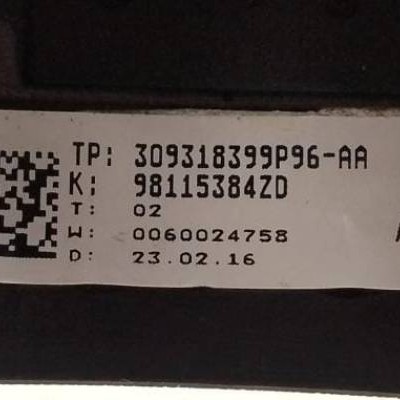 TP: 309318399P96-AA
K: 98115384ZD
T: 02
W: 0060024758
D: 23.02.16